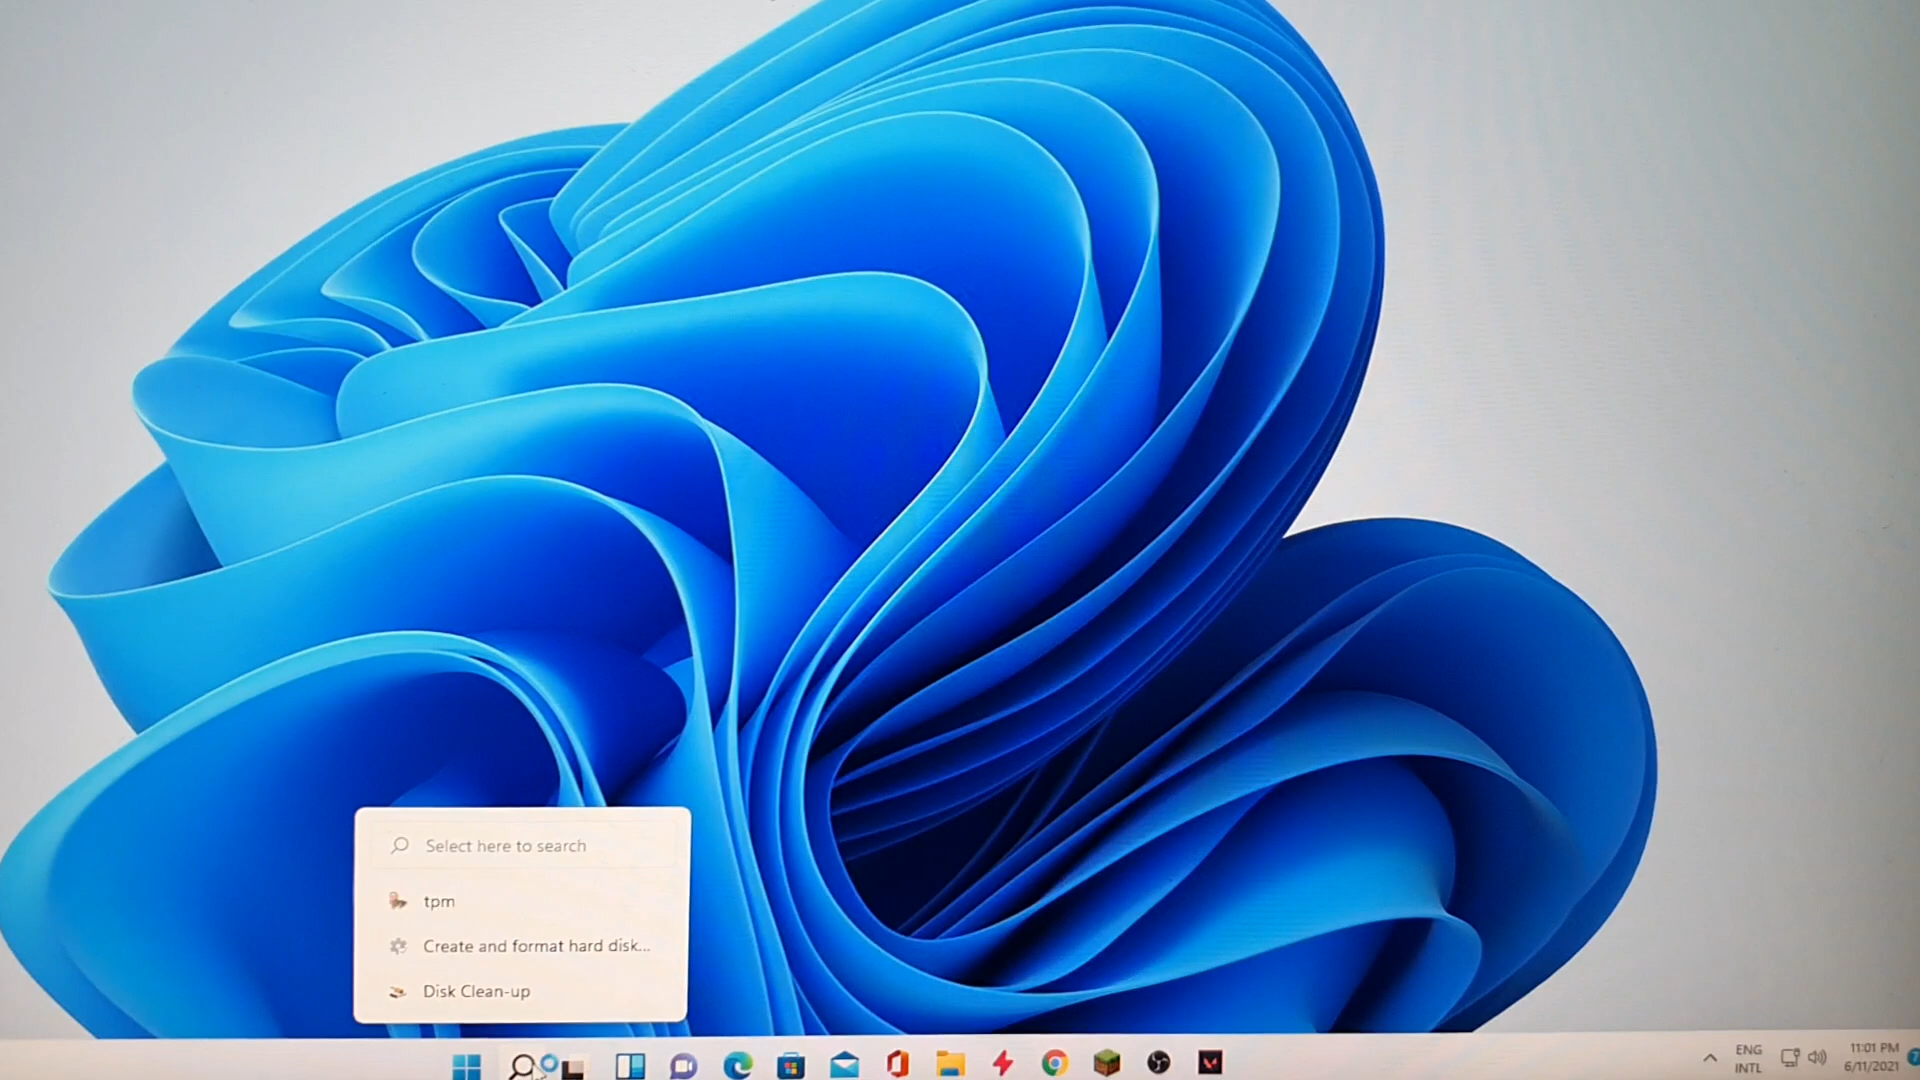 Select here to search
tpm
Create and format hard disk...
Disk Clean-up
ENG
INTL
11:01 PM
6/11/2021
7